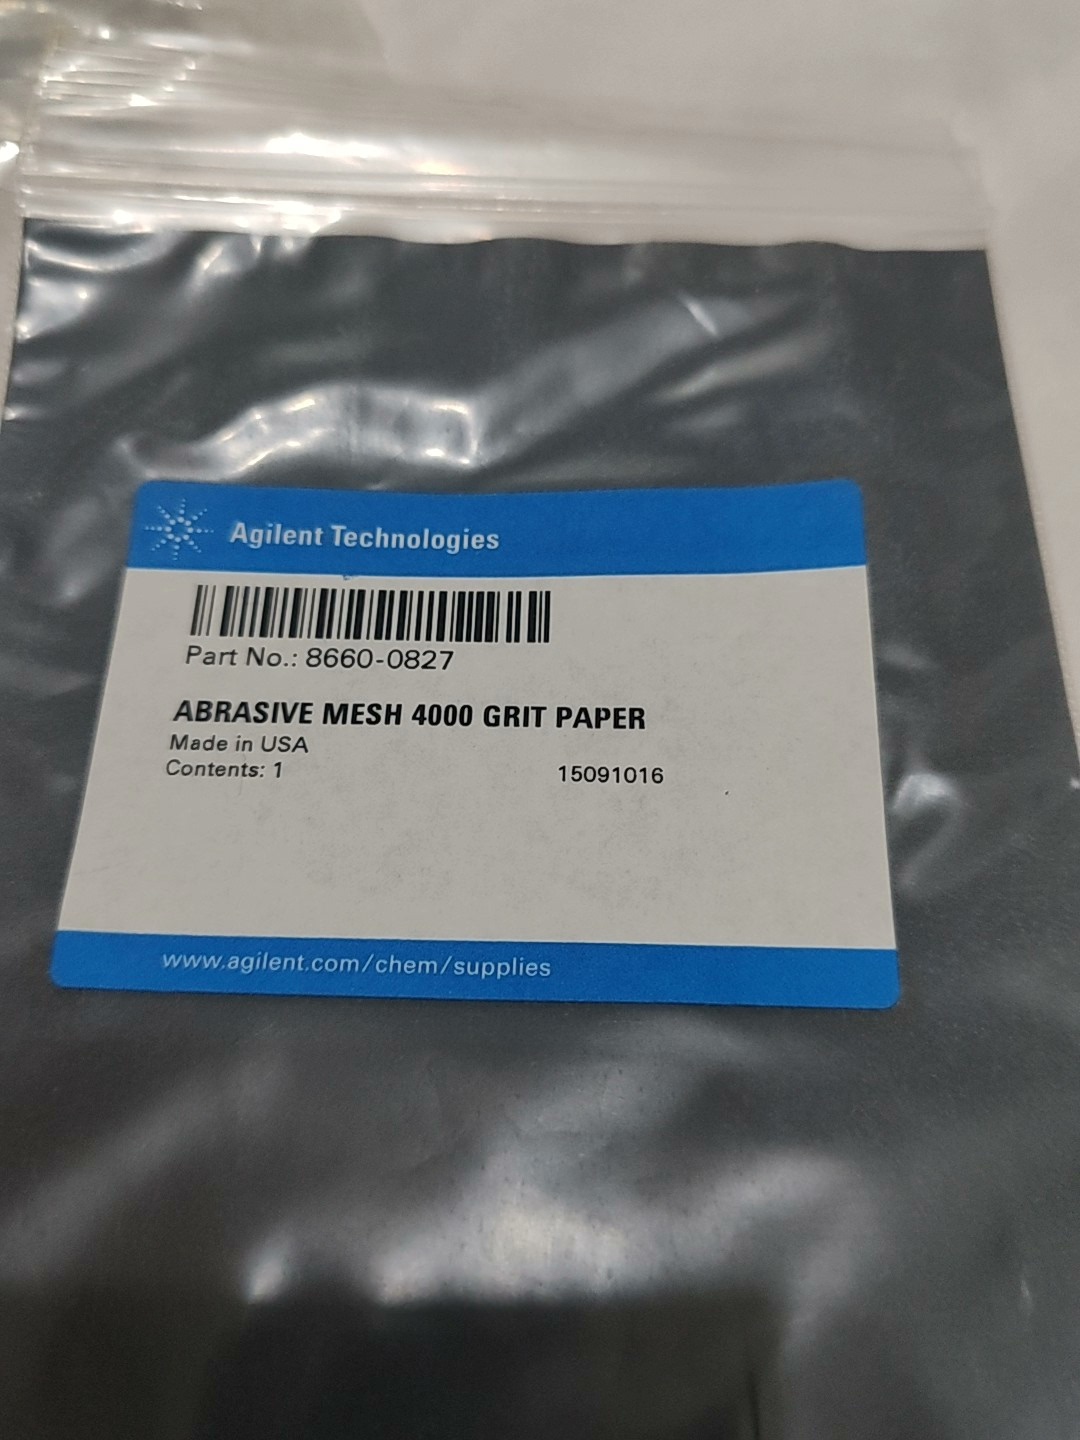 Agilent Technologies
Part No.: 8660-0827
ABRASIVE MESH 4000 GRIT PAPER
Made in USA
Contents: 1 15091016
www.agilent.com/chem/supplies